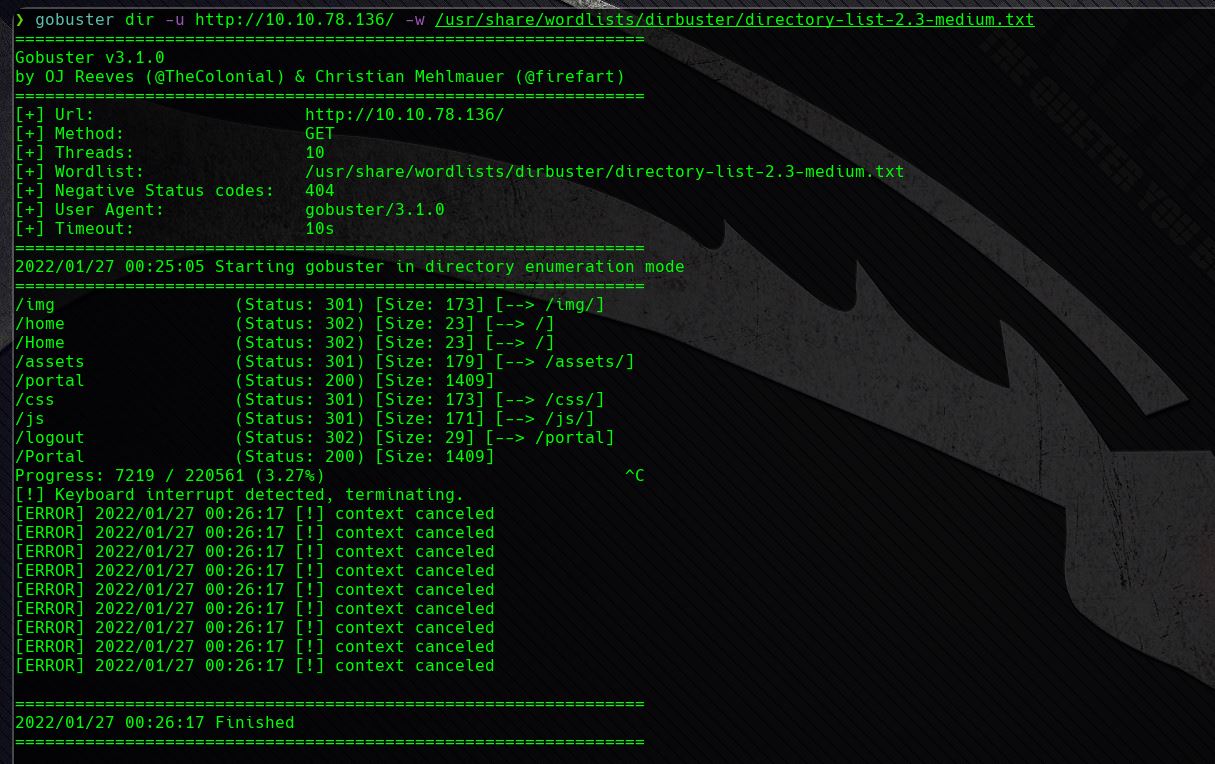 ❯ gobuster dir -u http://10.10.78.136/ -w /usr/share/wordlists/dirbuster/directory-list-2.3-medium.txt
===============================================================
Gobuster v3.1.0
by OJ Reeves (@TheColonial) & Christian Mehlmauer (@firefart)
===============================================================
[+] Url:                     http://10.10.78.136/
[+] Method:                  GET
[+] Threads:                 10
[+] Wordlist:                /usr/share/wordlists/dirbuster/directory-list-2.3-medium.txt
[+] Negative Status codes:   404
[+] User Agent:              gobuster/3.1.0
[+] Timeout:                 10s
===============================================================
2022/01/27 00:25:05 Starting gobuster in directory enumeration mode
===============================================================
/img                  (Status: 301) [Size: 173] [--> /img/]
/home                 (Status: 302) [Size: 23] [--> /]
/Home                 (Status: 302) [Size: 23] [--> /]
/assets               (Status: 301) [Size: 179] [--> /assets/]
/portal               (Status: 200) [Size: 1409]
/css                  (Status: 301) [Size: 173] [--> /css/]
/js                   (Status: 301) [Size: 171] [--> /js/]
/logout               (Status: 302) [Size: 29] [--> /portal]
/Portal               (Status: 200) [Size: 1409]
Progress: 7219 / 220561 (3.27%)                              ^C
[!] Keyboard interrupt detected, terminating.
[ERROR] 2022/01/27 00:26:17 [!] context canceled
[ERROR] 2022/01/27 00:26:17 [!] context canceled
[ERROR] 2022/01/27 00:26:17 [!] context canceled
[ERROR] 2022/01/27 00:26:17 [!] context canceled
[ERROR] 2022/01/27 00:26:17 [!] context canceled
[ERROR] 2022/01/27 00:26:17 [!] context canceled
[ERROR] 2022/01/27 00:26:17 [!] context canceled
[ERROR] 2022/01/27 00:26:17 [!] context canceled
[ERROR] 2022/01/27 00:26:17 [!] context canceled
===============================================================
2022/01/27 00:26:17 Finished
===============================================================